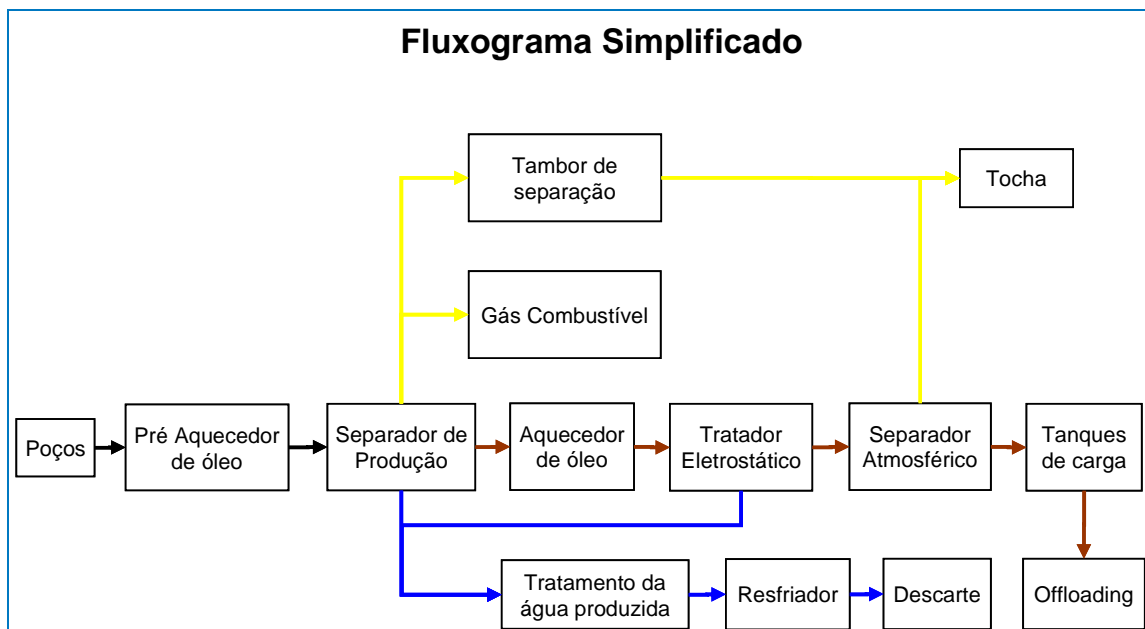 Fluxograma Simplificado
Tambor de
separação
Tocha
Gás Combustível
Poços
Pré Aquecedor
de óleo
Separador de
Produção
Aquecedor
de óleo
Tratador
Eletrostático
Separador
Atmosférico
Tanques
de carga
Tratamento da
água produzida
Resfriador
Descarte
Offloading